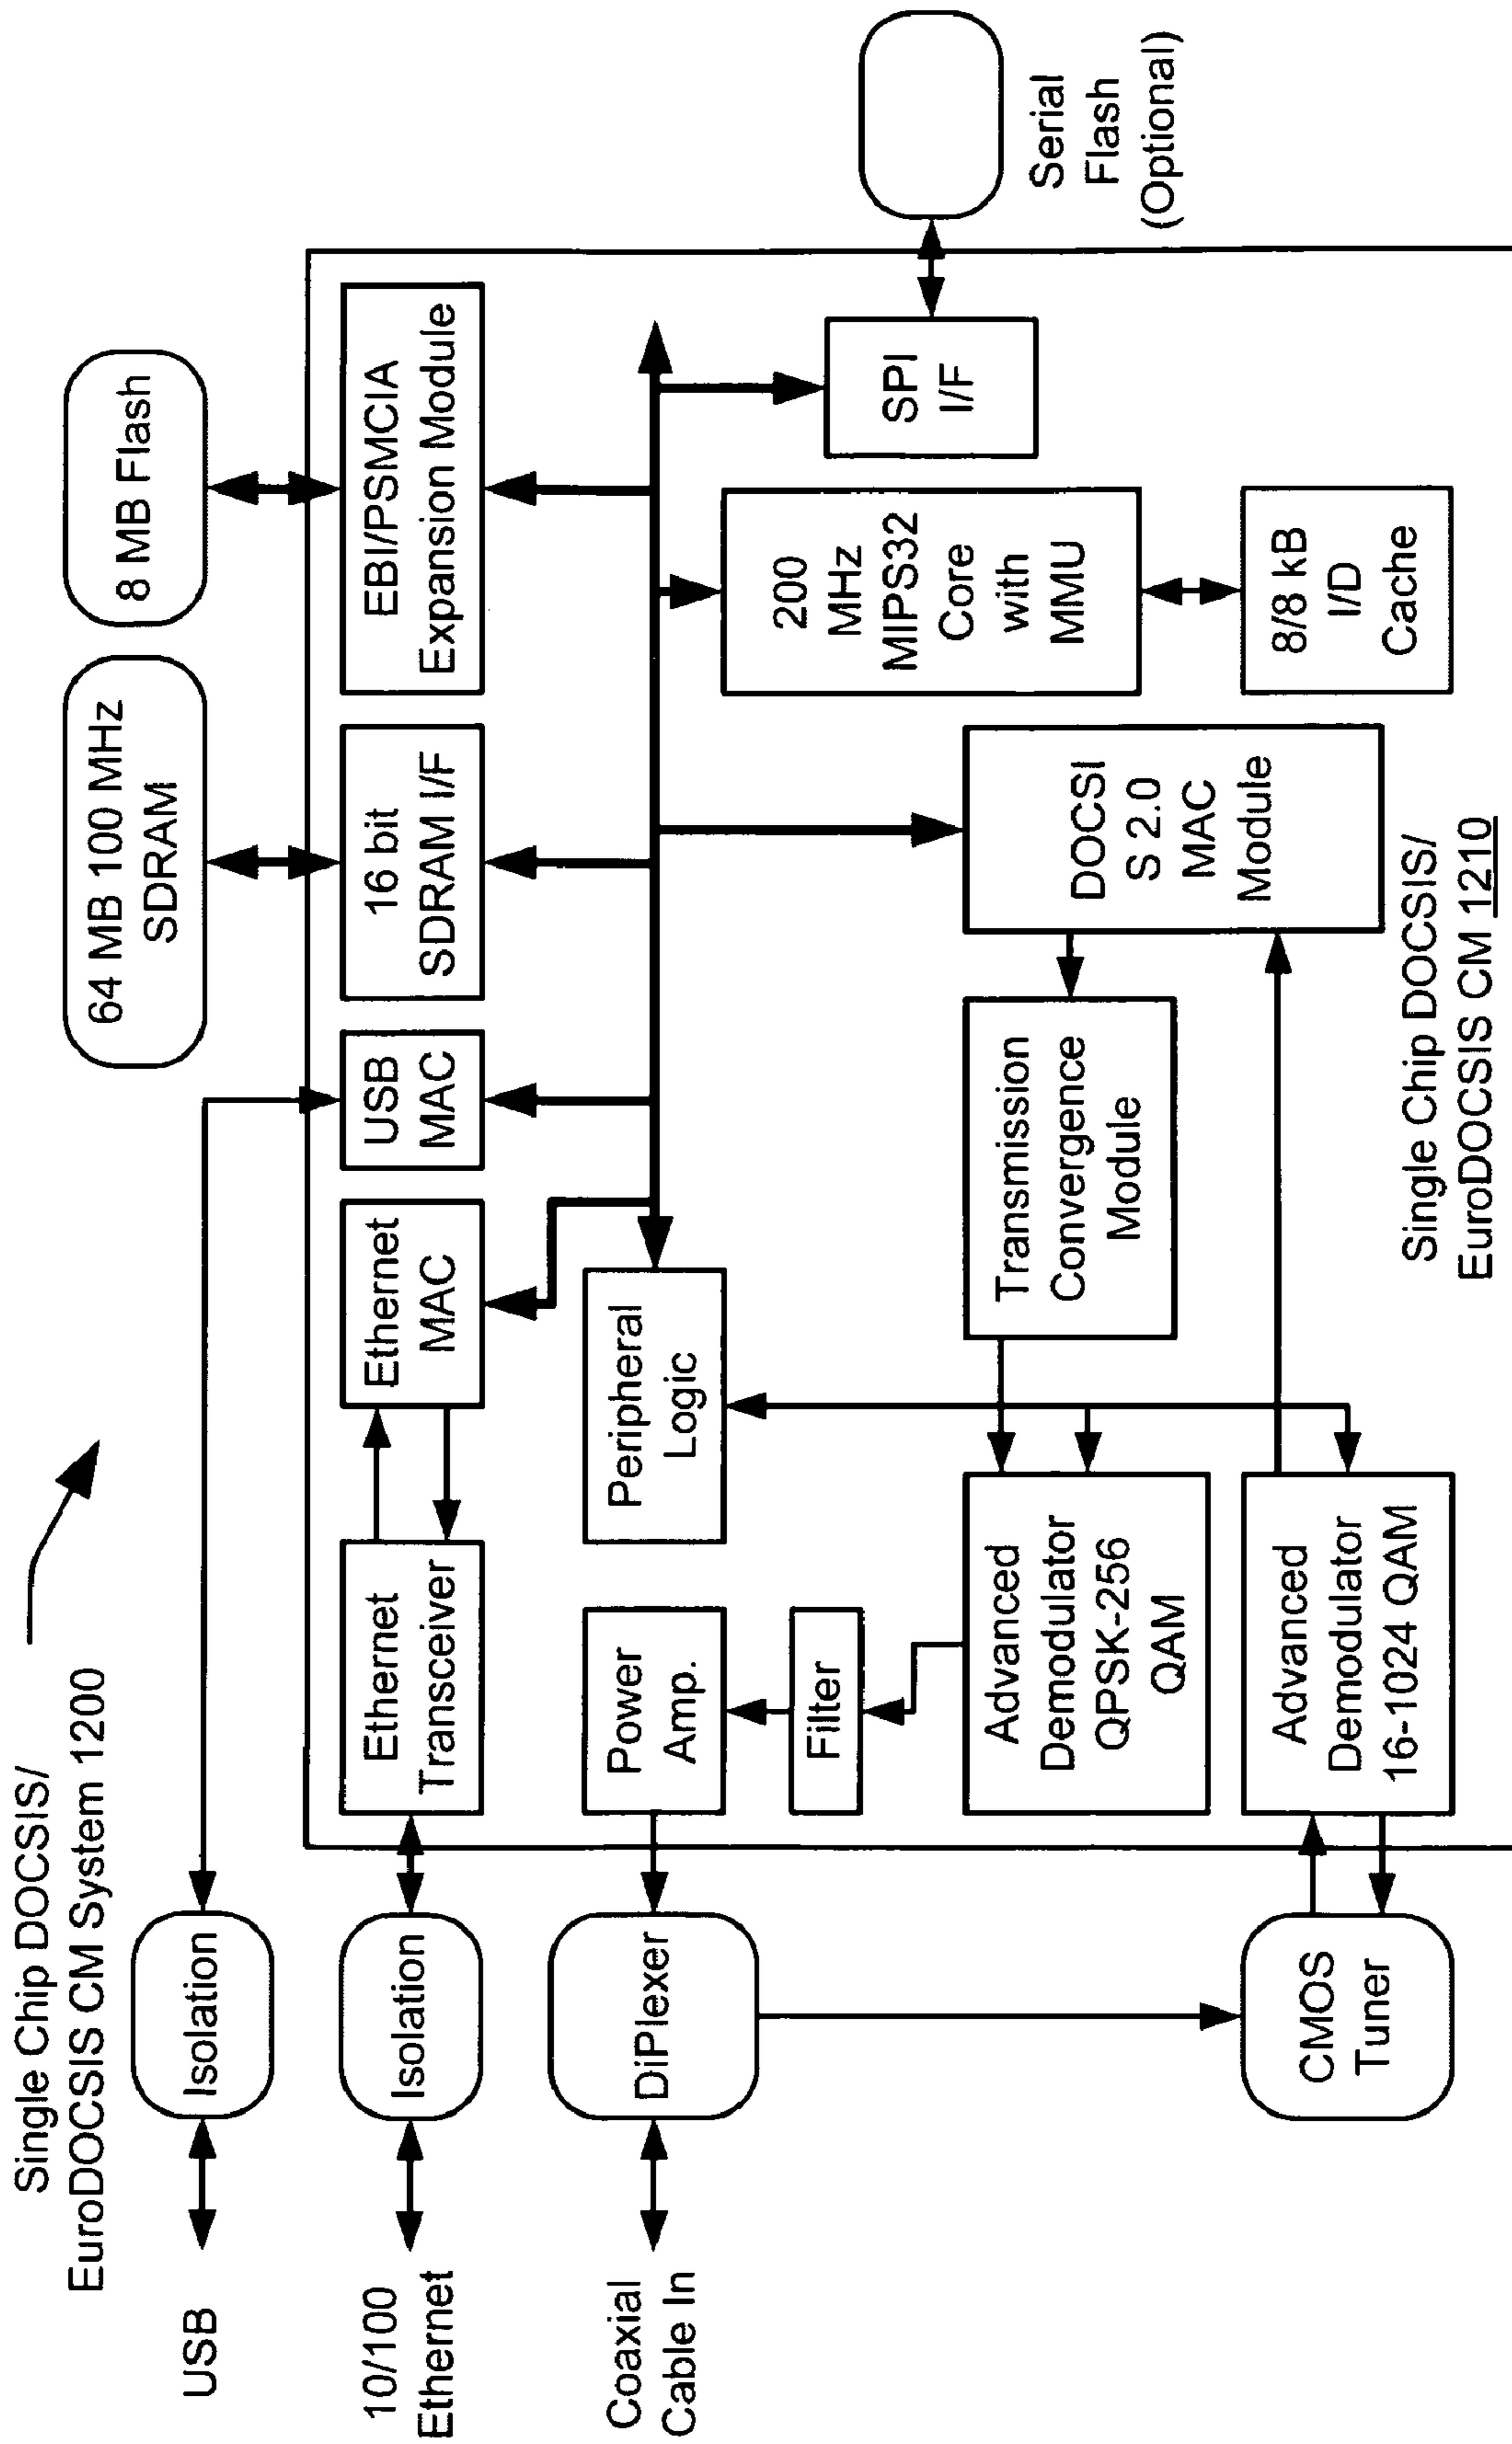 Single Chip DOCSIS/
EuroDOCSIS CM System 1200
USB
Isolation
10/100
Ethernet
Isolation
Coaxial
Cable In
DiPlexer
CMOS
Tuner
64 MB 100 MHz
SDRAM
8 MB Flash
Ethernet
Transceiver
Ethernet
MAC
USB
MAC
16 bit
SDRAM I/F
EBI/PSMCIA
Expansion Module
Power
Amp.
Peripheral
Logic
Filter
Advanced
Demodulator
QPSK-256
QAM
Advanced
Demodulator
16-1024 QAM
Transmission
Convergence
Module
DOCSI
S 2.0
MAC
Module
200
MHz
MIPS32
Core
with
MMU
8/8 kB
I/D
Cache
SPI
I/F
Serial
Flash
(Optional)
Single Chip DOCSIS/
EuroDOCSIS CM 1210